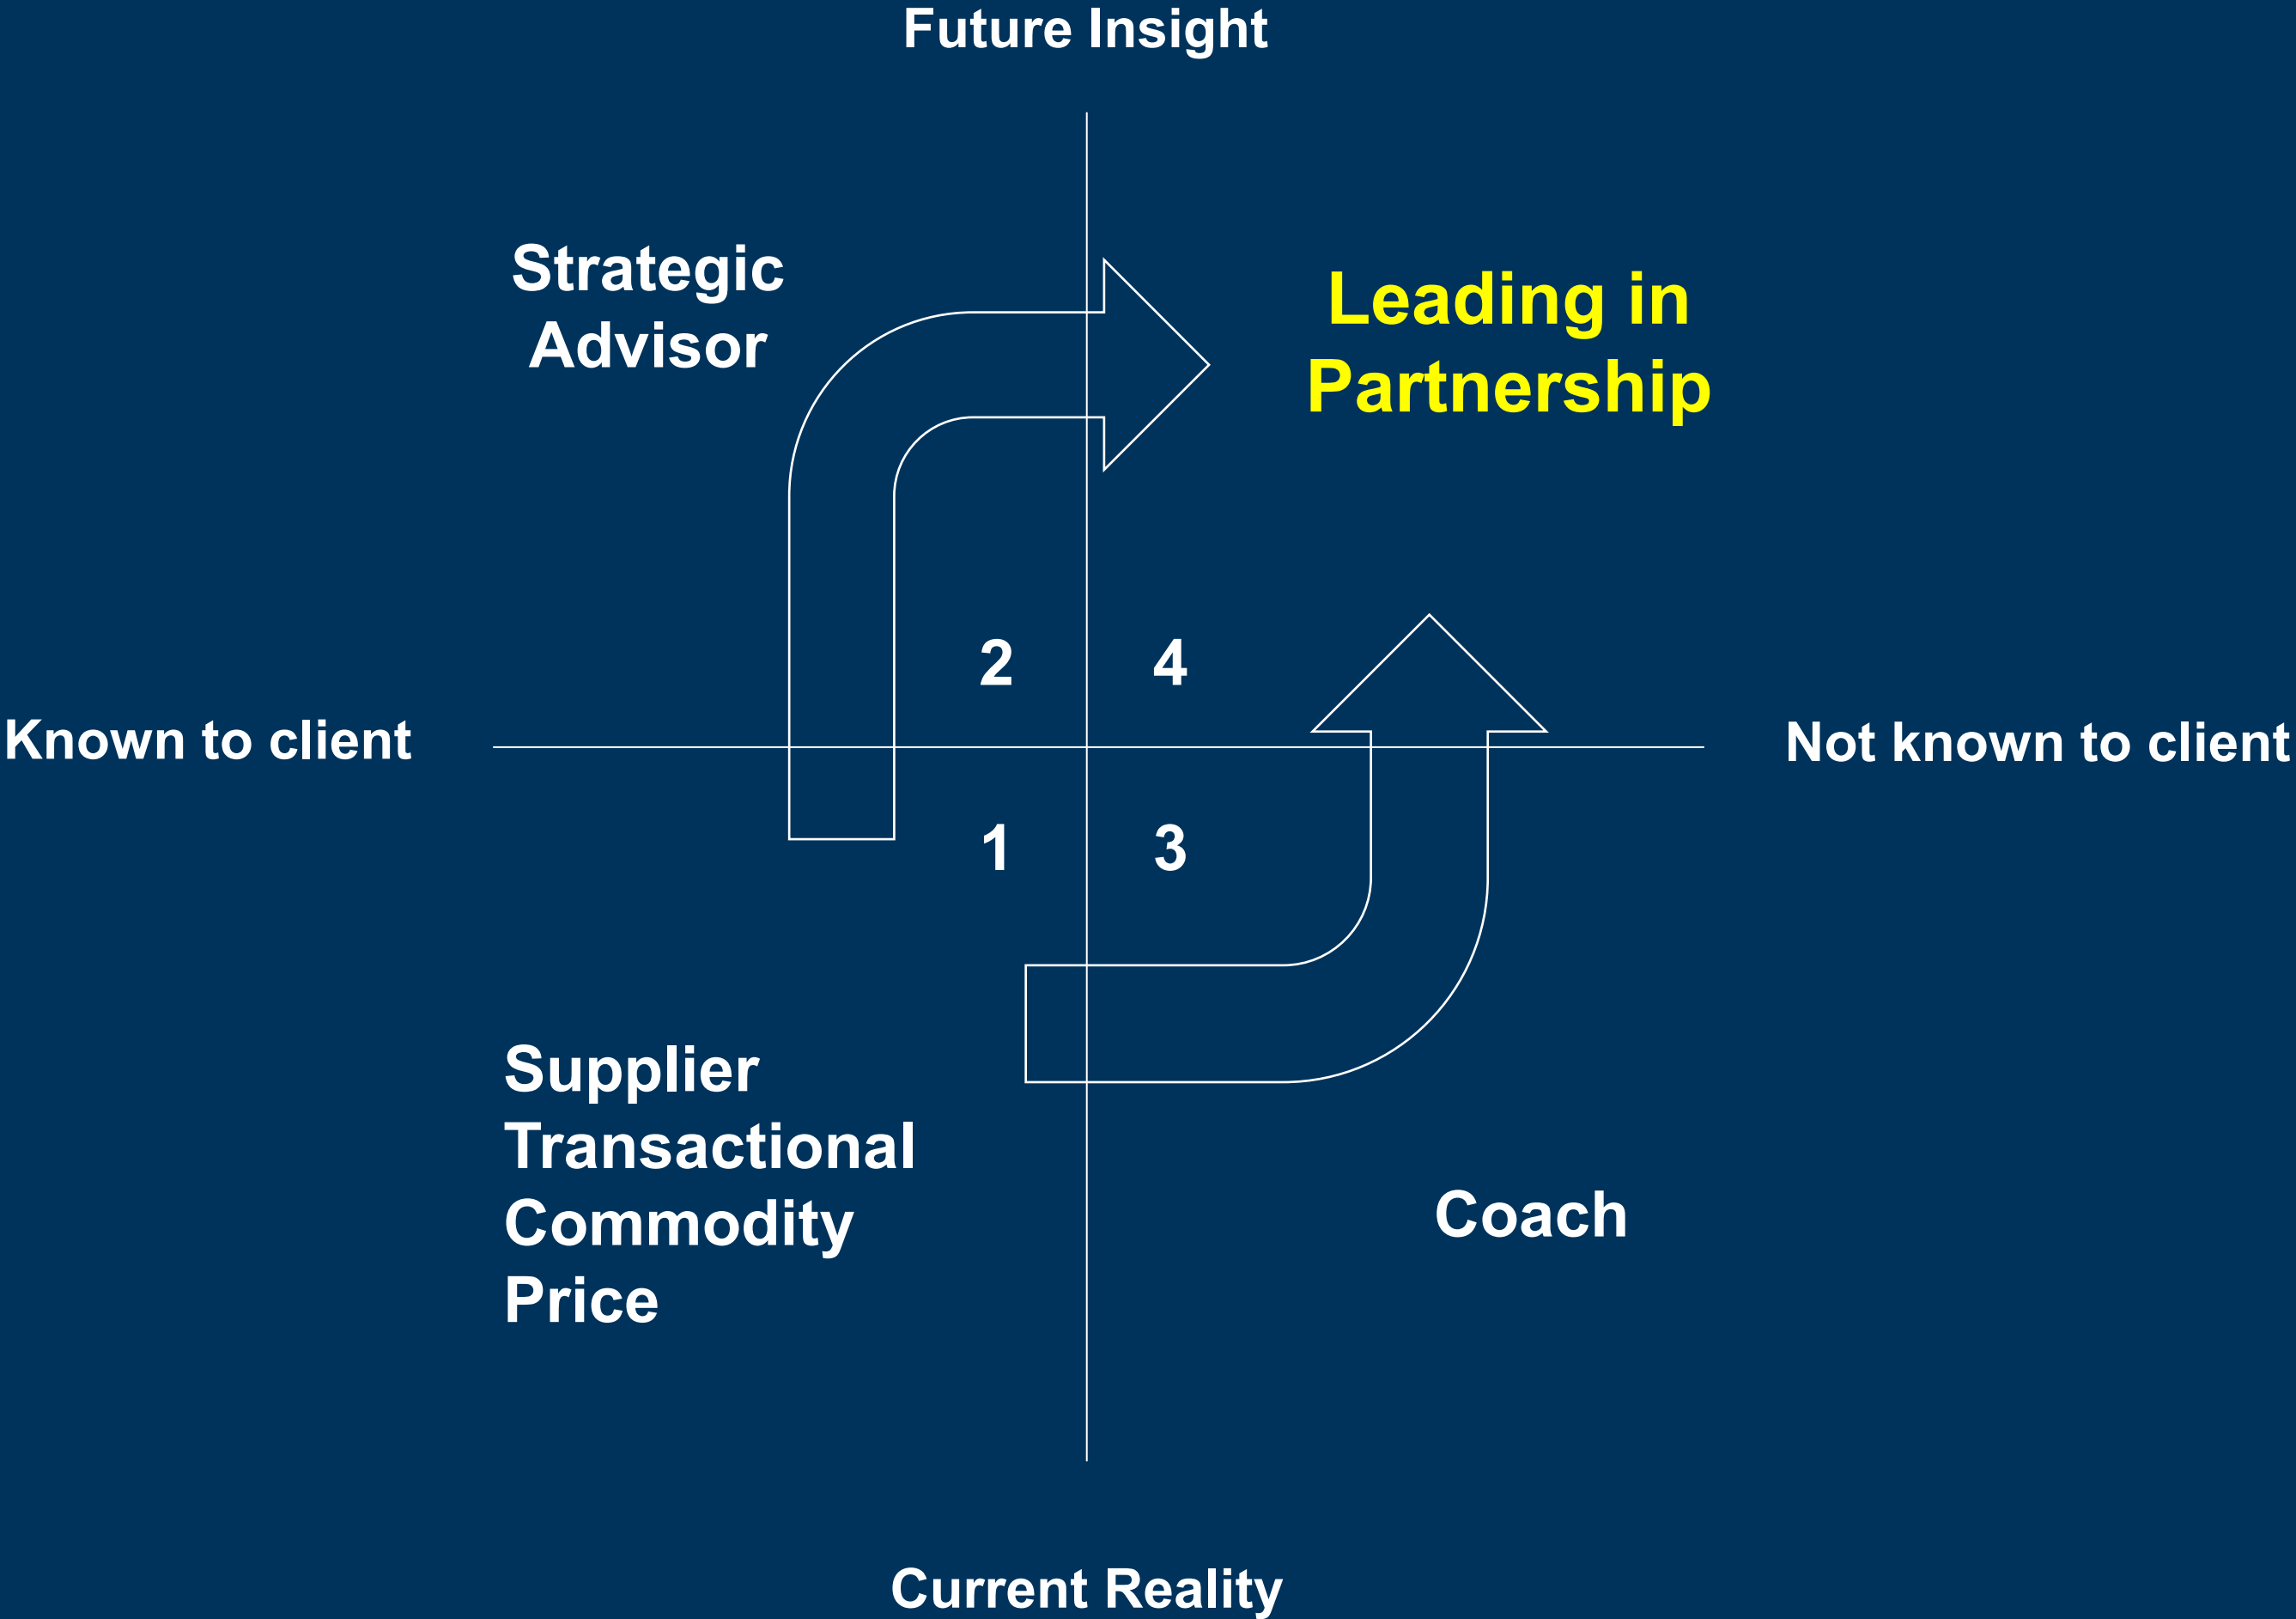 Future Insight
Strategic
Advisor
Leading in
Partnership
2
4
Known to client
Not known to client
1
3
Supplier
Transactional
Commodity
Price
Coach
Current Reality